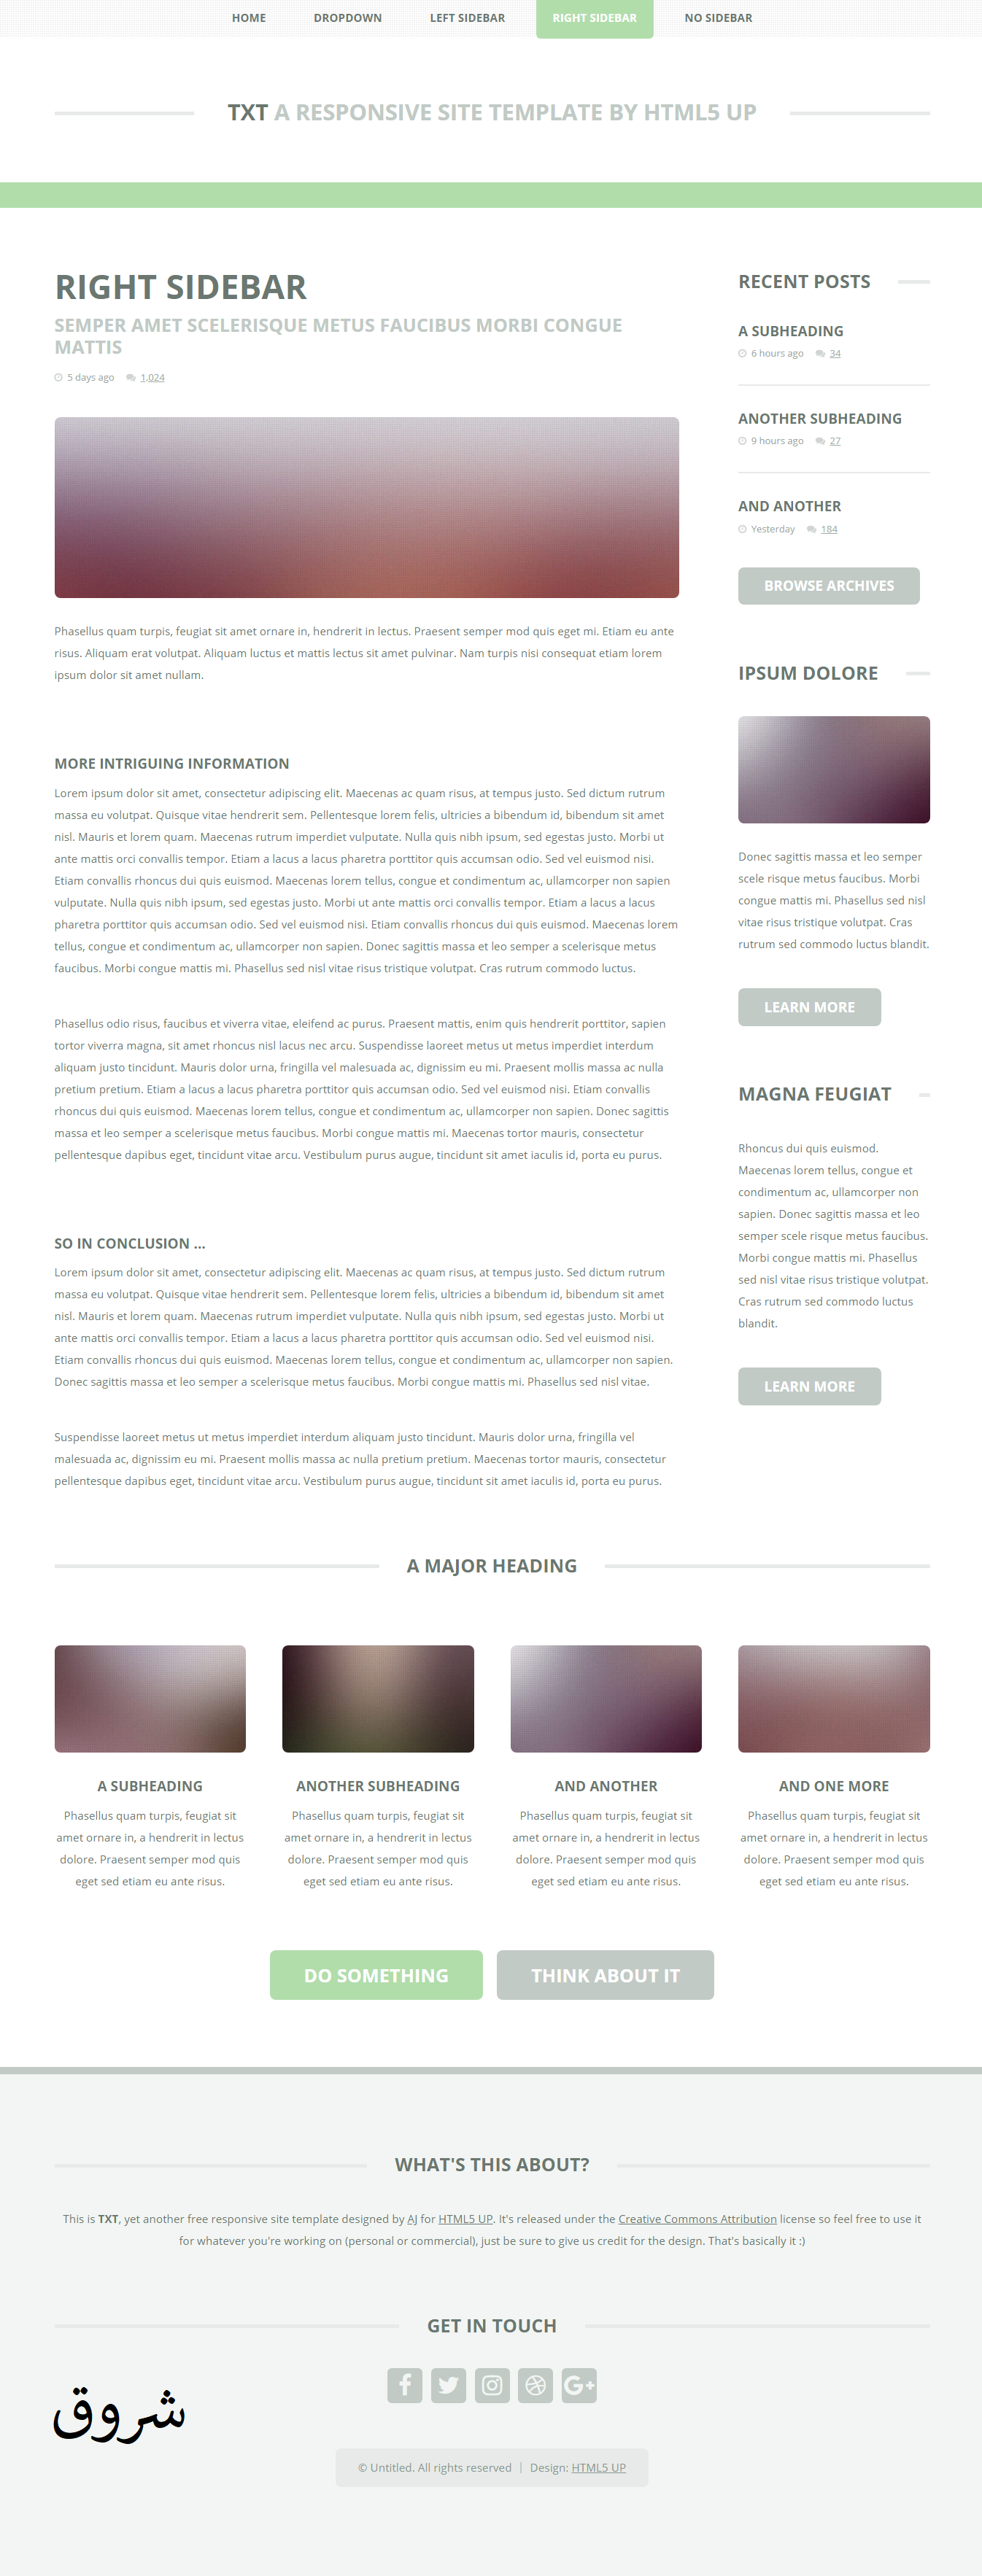 HOME DROPDOWN LEFT SIDEBAR RIGHT SIDEBAR NO SIDEBAR
TXT A RESPONSIVE SITE TEMPLATE BY HTML5 UP
RIGHT SIDEBAR
SEMPER AMET SCELERISQUE METUS FAUCIBUS MORBI CONGUE
MATTIS
5 days ago 1,024
Phasellus quam turpis, feugiat sit amet ornare in, hendrerit in lectus. Praesent semper mod quis eget mi. Etiam eu ante
risus. Aliquam erat volutpat. Aliquam luctus et mattis lectus sit amet pulvinar. Nam turpis nisi consequat etiam lorem
ipsum dolor sit amet nullam.
MORE INTRIGUING INFORMATION
Lorem ipsum dolor sit amet, consectetur adipiscing elit. Maecenas ac quam risus, at tempus justo. Sed dictum rutrum
massa eu volutpat. Quisque vitae hendrerit sem. Pellentesque lorem felis, ultricies a bibendum id, bibendum sit amet
nisl. Mauris et lorem quam. Maecenas rutrum imperdiet vulputate. Nulla quis nibh ipsum, sed egestas justo. Morbi ut
ante mattis orci convallis tempor. Etiam a lacus a lacus pharetra porttitor quis accumsan odio. Sed vel euismod nisi.
Etiam convallis rhoncus dui quis euismod. Maecenas lorem tellus, congue et condimentum ac, ullamcorper non sapien
vulputate. Nulla quis nibh ipsum, sed egestas justo. Morbi ut ante mattis orci convallis tempor. Etiam a lacus a lacus
pharetra porttitor quis accumsan odio. Sed vel euismod nisi. Etiam convallis rhoncus dui quis euismod. Maecenas lorem
tellus, congue et condimentum ac, ullamcorper non sapien. Donec sagittis massa et leo semper a scelerisque metus
faucibus. Morbi congue mattis mi. Phasellus sed nisl vitae risus tristique volutpat. Cras rutrum commodo luctus.
Phasellus odio risus, faucibus et viverra vitae, eleifend ac purus. Praesent mattis, enim quis hendrerit porttitor, sapien
tortor viverra magna, sit amet rhoncus nisl lacus nec arcu. Suspendisse laoreet metus ut metus imperdiet interdum
aliquam justo tincidunt. Mauris dolor urna, fringilla vel malesuada ac, dignissim eu mi. Praesent mollis massa ac nulla
pretium pretium. Etiam a lacus a lacus pharetra porttitor quis accumsan odio. Sed vel euismod nisi. Etiam convallis
rhoncus dui quis euismod. Maecenas lorem tellus, congue et condimentum ac, ullamcorper non sapien. Donec sagittis
massa et leo semper a scelerisque metus faucibus. Morbi congue mattis mi. Maecenas tortor mauris, consectetur
pellentesque dapibus eget, tincidunt vitae arcu. Vestibulum purus augue, tincidunt sit amet iaculis id, porta eu purus.
SO IN CONCLUSION ...
Lorem ipsum dolor sit amet, consectetur adipiscing elit. Maecenas ac quam risus, at tempus justo. Sed dictum rutrum
massa eu volutpat. Quisque vitae hendrerit sem. Pellentesque lorem felis, ultricies a bibendum id, bibendum sit amet
nisl. Mauris et lorem quam. Maecenas rutrum imperdiet vulputate. Nulla quis nibh ipsum, sed egestas justo. Morbi ut
ante mattis orci convallis tempor. Etiam a lacus a lacus pharetra porttitor quis accumsan odio. Sed vel euismod nisi.
Etiam convallis rhoncus dui quis euismod. Maecenas lorem tellus, congue et condimentum ac, ullamcorper non sapien.
Donec sagittis massa et leo semper a scelerisque metus faucibus. Morbi congue mattis mi. Phasellus sed nisl vitae.
Suspendisse laoreet metus ut metus imperdiet interdum aliquam justo tincidunt. Mauris dolor urna, fringilla vel
malesuada ac, dignissim eu mi. Praesent mollis massa ac nulla pretium pretium. Maecenas tortor mauris, consectetur
pellentesque dapibus eget, tincidunt vitae arcu. Vestibulum purus augue, tincidunt sit amet iaculis id, porta eu purus.
RECENT POSTS
A SUBHEADING
6 hours ago 34
ANOTHER SUBHEADING
9 hours ago 27
AND ANOTHER
Yesterday 184
BROWSE ARCHIVES
IPSUM DOLORE
Donec sagittis massa et leo semper
scele risque metus faucibus. Morbi
congue mattis mi. Phasellus sed nisl
vitae risus tristique volutpat. Cras
rutrum sed commodo luctus blandit.
LEARN MORE
MAGNA FEUGIAT
Rhoncus dui quis euismod.
Maecenas lorem tellus, congue et
condimentum ac, ullamcorper non
sapien. Donec sagittis massa et leo
semper scele risque metus faucibus.
Morbi congue mattis mi. Phasellus
sed nisl vitae risus tristique volutpat.
Cras rutrum sed commodo luctus
blandit.
LEARN MORE
A MAJOR HEADING
A SUBHEADING
Phasellus quam turpis, feugiat sit
amet ornare in, a hendrerit in lectus
dolore. Praesent semper mod quis
eget sed etiam eu ante risus.
ANOTHER SUBHEADING
Phasellus quam turpis, feugiat sit
amet ornare in, a hendrerit in lectus
dolore. Praesent semper mod quis
eget sed etiam eu ante risus.
AND ANOTHER
Phasellus quam turpis, feugiat sit
amet ornare in, a hendrerit in lectus
dolore. Praesent semper mod quis
eget sed etiam eu ante risus.
AND ONE MORE
Phasellus quam turpis, feugiat sit
amet ornare in, a hendrerit in lectus
dolore. Praesent semper mod quis
eget sed etiam eu ante risus.
DO SOMETHING THINK ABOUT IT
WHAT'S THIS ABOUT?
This is TXT, yet another free responsive site template designed by AJ for HTML5 UP. It's released under the Creative Commons Attribution license so feel free to use it
for whatever you're working on (personal or commercial), just be sure to give us credit for the design. That's basically it :)
GET IN TOUCH
شروق
© Untitled. All rights reserved | Design: HTML5 UP